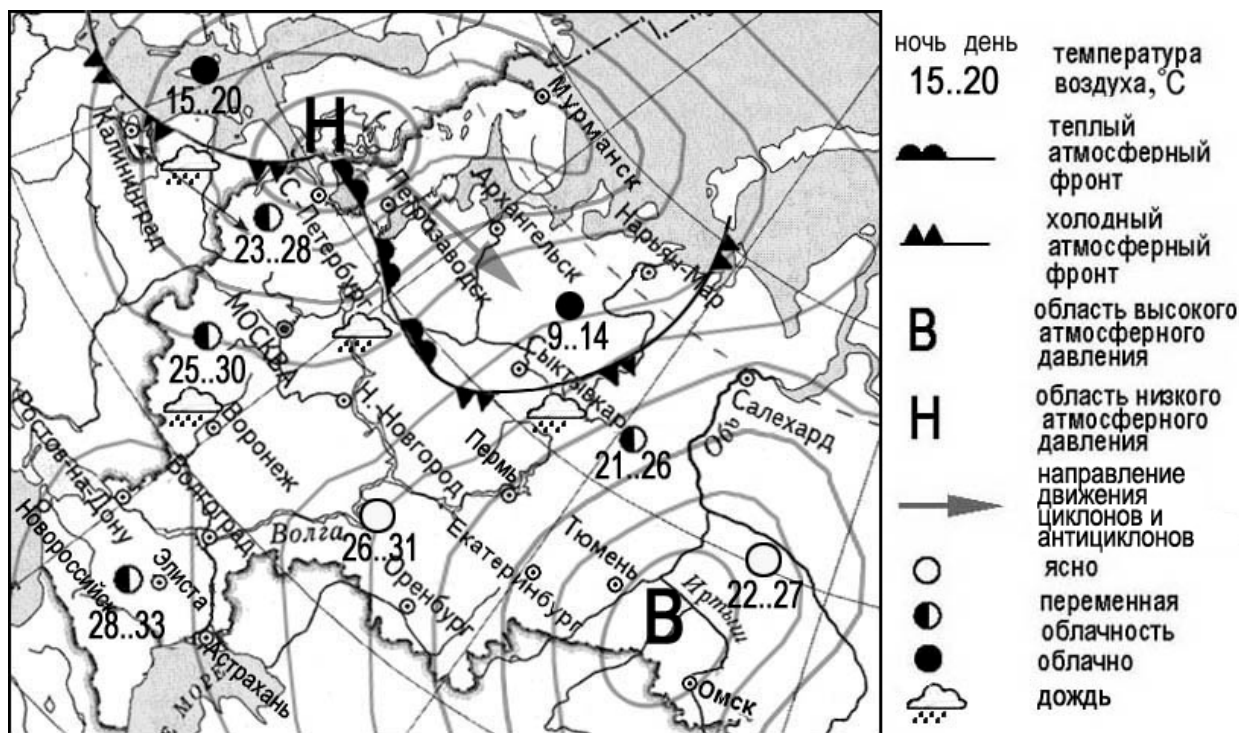 15..20
Н
Мурманск
Калининград
С.-Петербург
Петрозаводск
Архангельск
Нарьян-Мар
23..28
МОСКВА
9..14
25..30
Сыктывкар
Салехард
Обь
Воронеж
Н.-Новгород
Пермь
21..26
Ростов-на-Дону
Волгоград
Волга
26..31
Екатеринбург
Тюмень
Иртыш
22..27
Новороссийск
Элиста
28..33
Оренбург
В
Астрахань
Омск
МОРЕ
ночь день
15..20
температура
воздуха, °С
теплый
атмосферный
фронт
холодный
атмосферный
фронт
В
область высокого
атмосферного
давления
Н
область низкого
атмосферного
давления
направление
движения
циклонов и
антициклонов
ясно
переменная
облачность
облачно
дождь